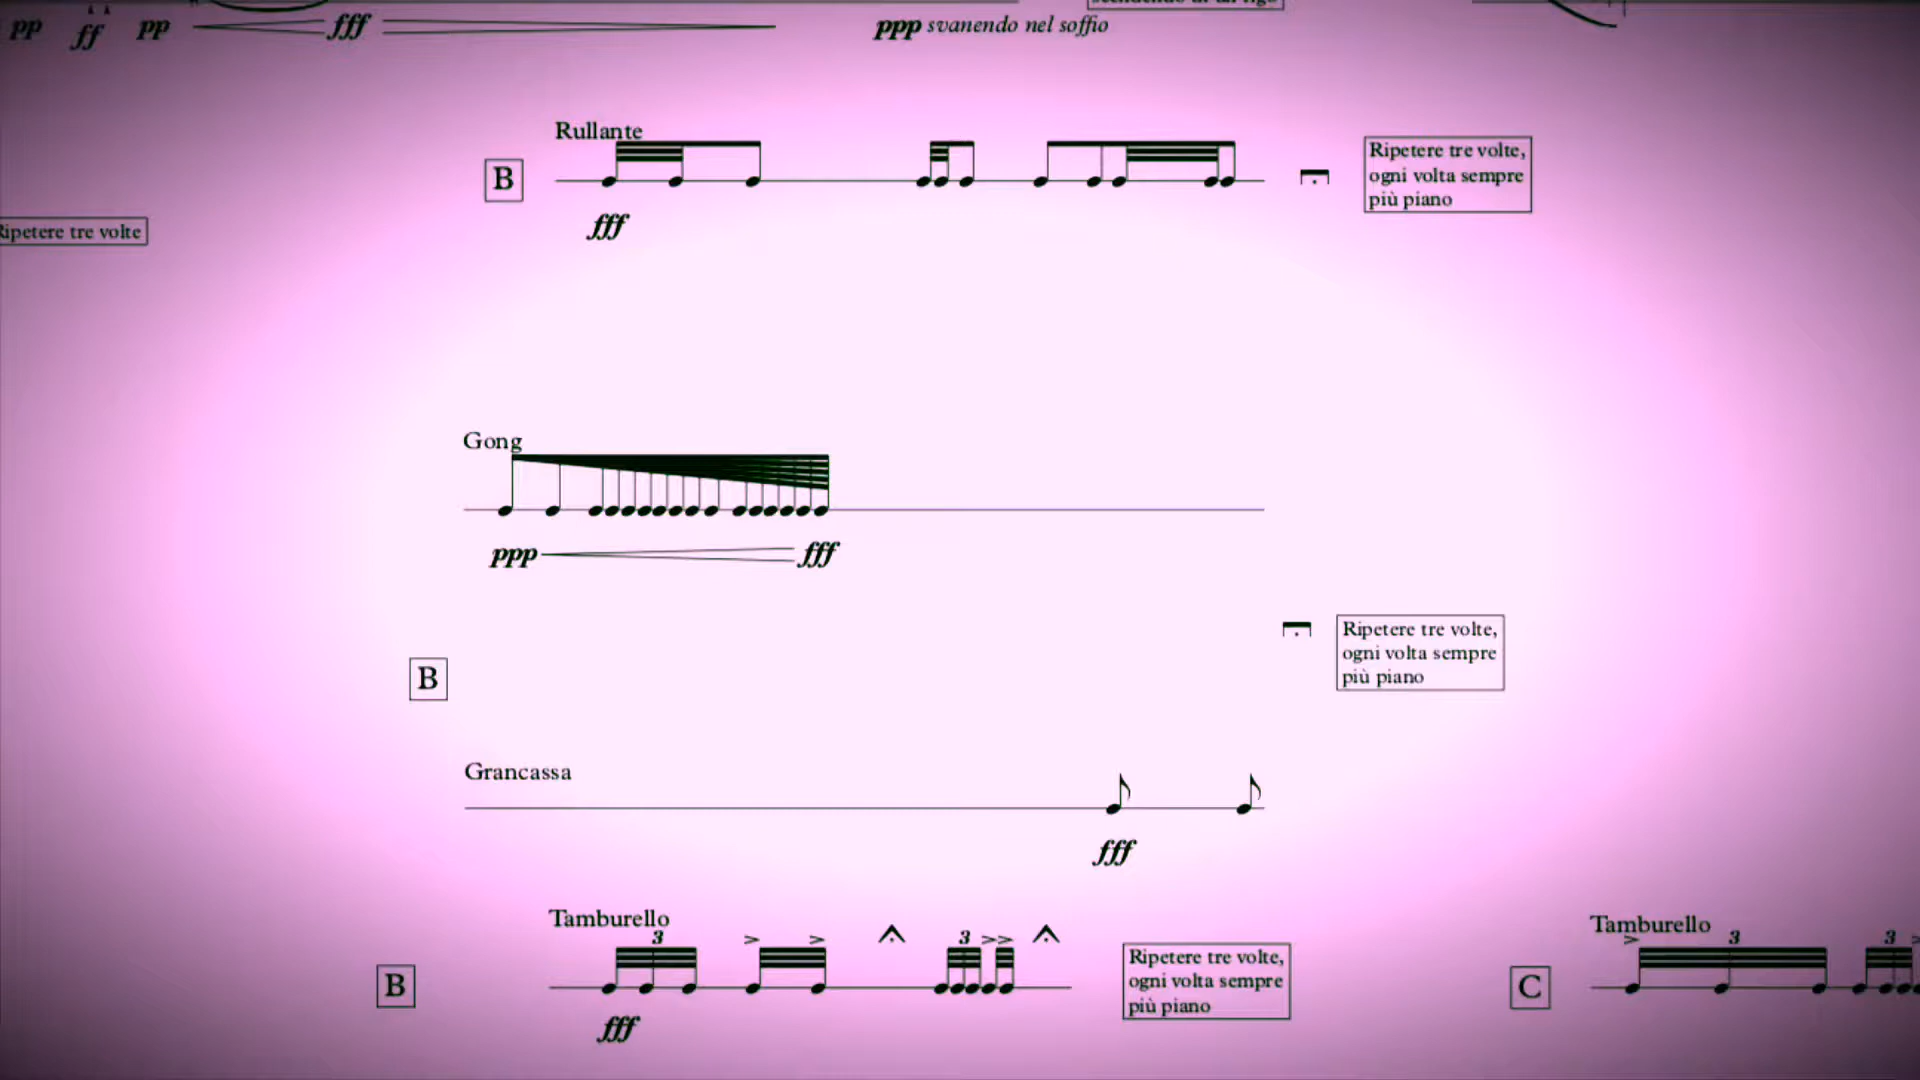 pp ff pp fff ppp svanendo nel soffio
Rullante
B
Ripetere tre volte,
ogni volta sempre
più piano
fff
Ripetere tre volte
Gong
ppp fff
Ripetere tre volte,
ogni volta sempre
più piano
B
Grancassa
fff
Tamburello
3 3
B
Ripetere tre volte,
ogni volta sempre
più piano
fff
Tamburello
3 3
C